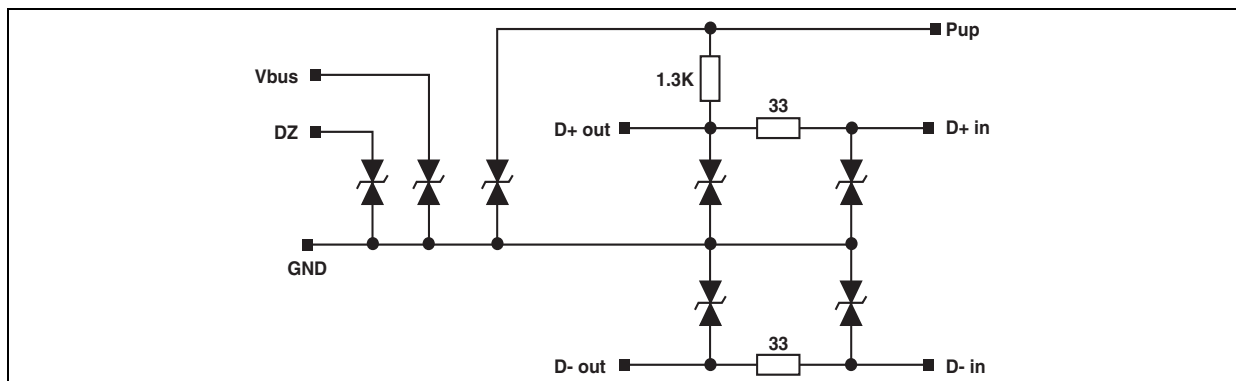 Pup
Vbus
1.3K
33
DZ
D+ out
D+ in
GND
33
D- out
D- in